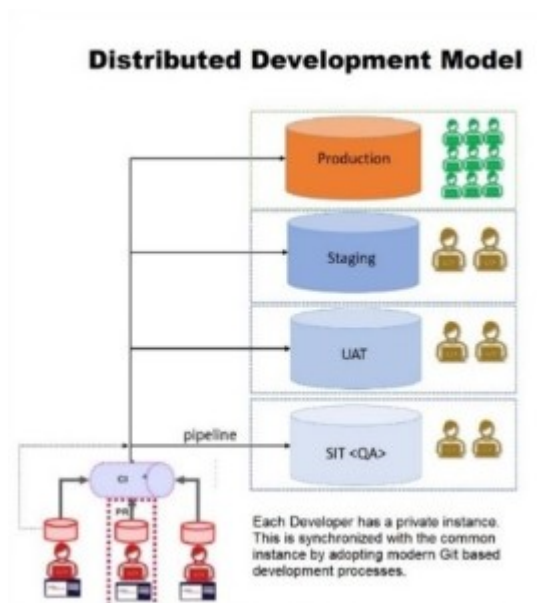 Distributed Development Model
Production
Staging
UAT
pipeline
SIT <QA>
CI
PR
Each Developer has a private instance.
This is synchronized with the common
instance by adopting modern Git based
development processes.